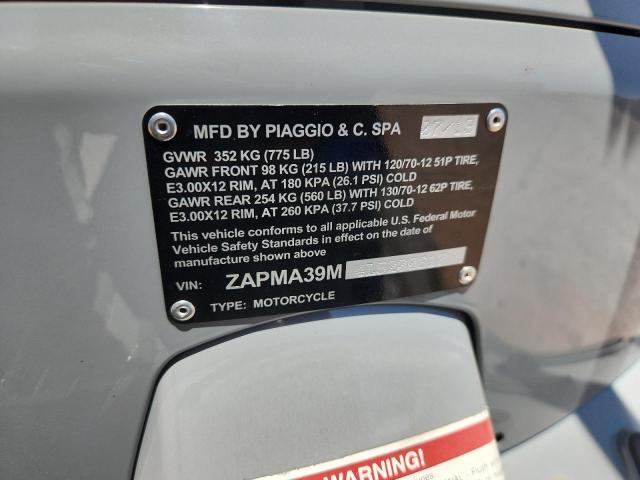 MFD BY PIAGGIO & C. SPA
GVWR 352 KG (775 LB)
GAWR FRONT 98 KG (215 LB) WITH 120/70-12 51P TIRE,
E3.00X12 RIM, AT 180 KPA (26.1 PSI) COLD
GAWR REAR 254 KG (560 LB) WITH 130/70-12 62P TIRE,
E3.00X12 RIM, AT 260 KPA (37.7 PSI) COLD
This vehicle conforms to all applicable U.S. Federal Motor
Vehicle Safety Standards in effect on the date of
manufacture shown above
VIN: ZAPMA39M
TYPE: MOTORCYCLE
WARNING!